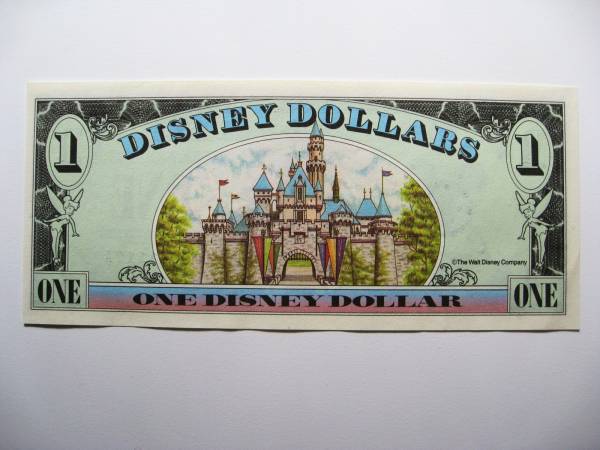 DISNEY DOLLARS
1
1
©The Walt Disney Company
ONE
ONE DISNEY DOLLAR
ONE